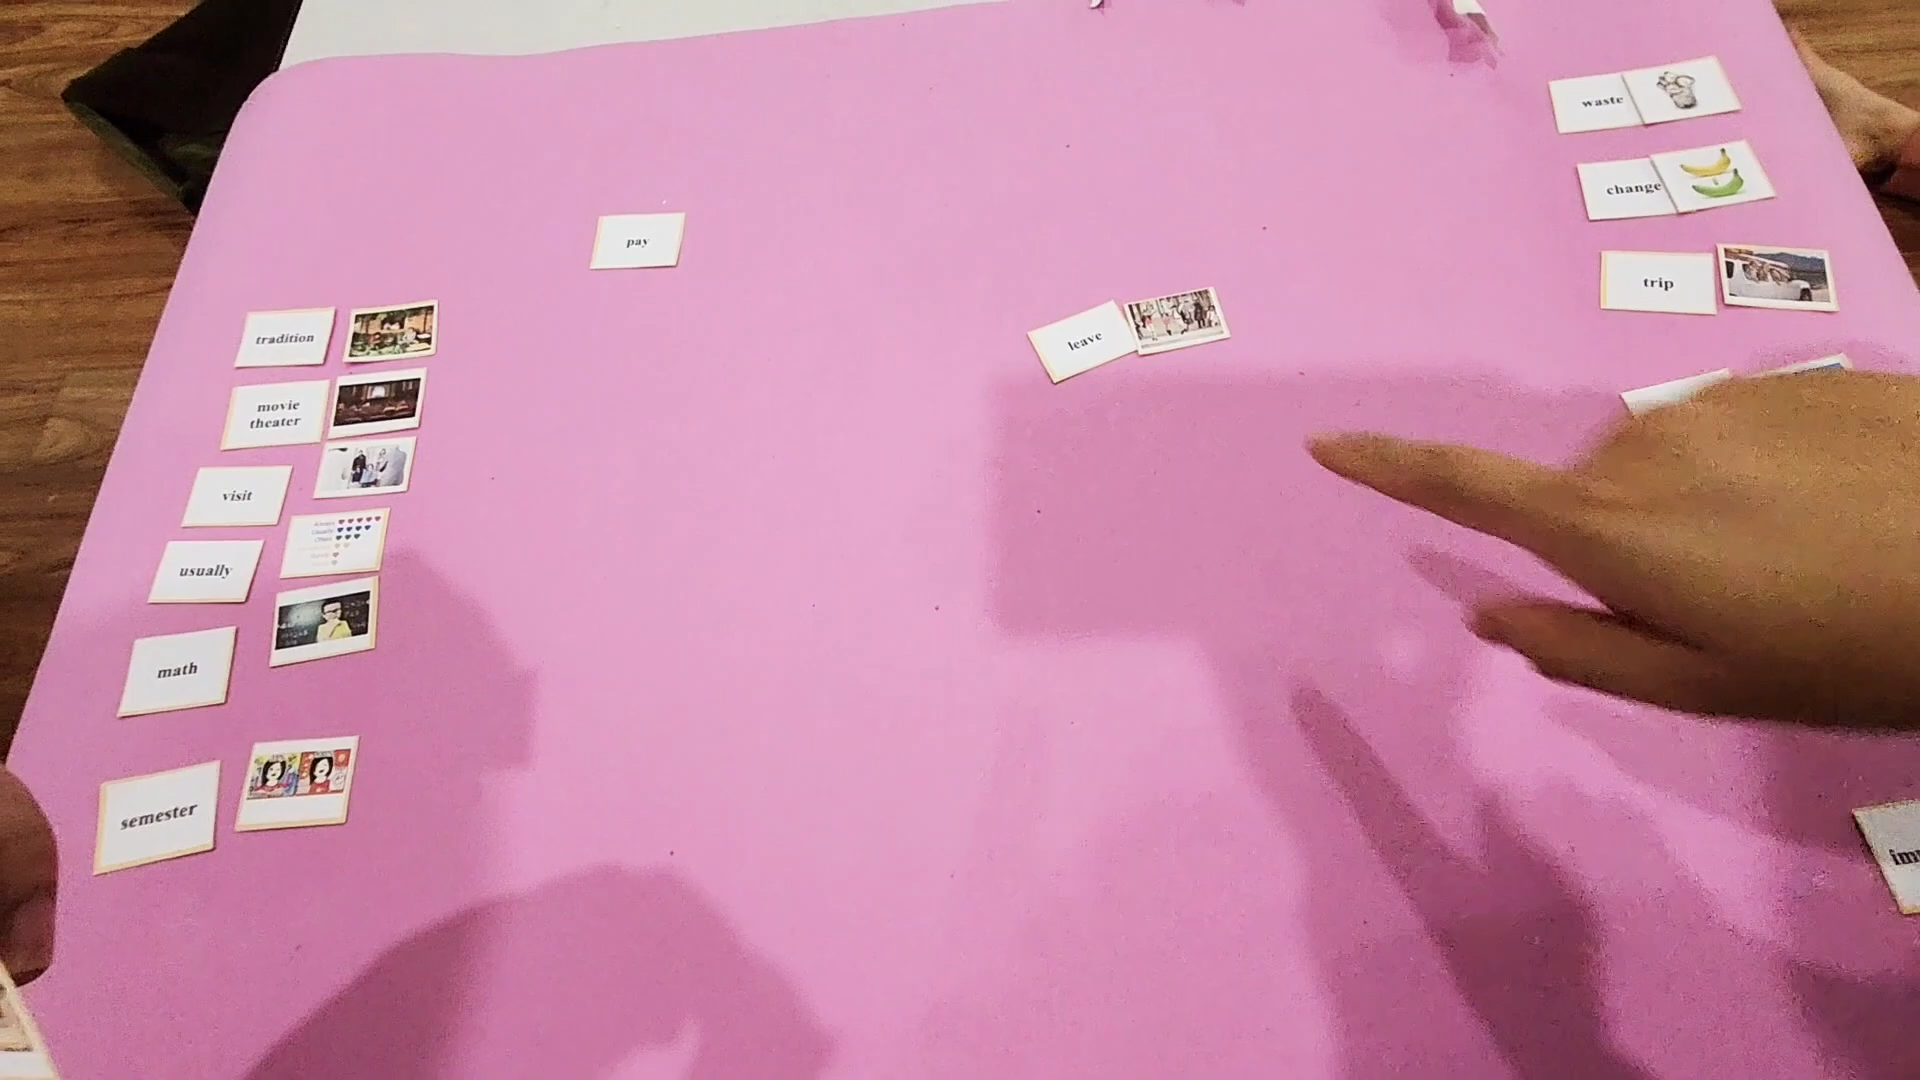 waste
change
pay
trip
tradition
leave
movie
theater
visit
usually
math
semester